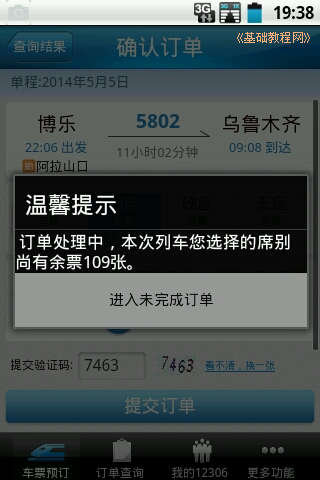 3G
19:38
查询结果
确认订单
《基础教程网》
单程:2014年5月5日
博乐
5802
乌鲁木齐
22:06 出发
11小时02分钟
09:08 到达
始 阿拉山口
温馨提示
订单处理中，本次列车您选择的席别
尚有余票109张。
进入未完成订单
提交验证码:
7463
7463
看不清，换一张
提交订单
车票预订
订单查询
我的12306
更多功能